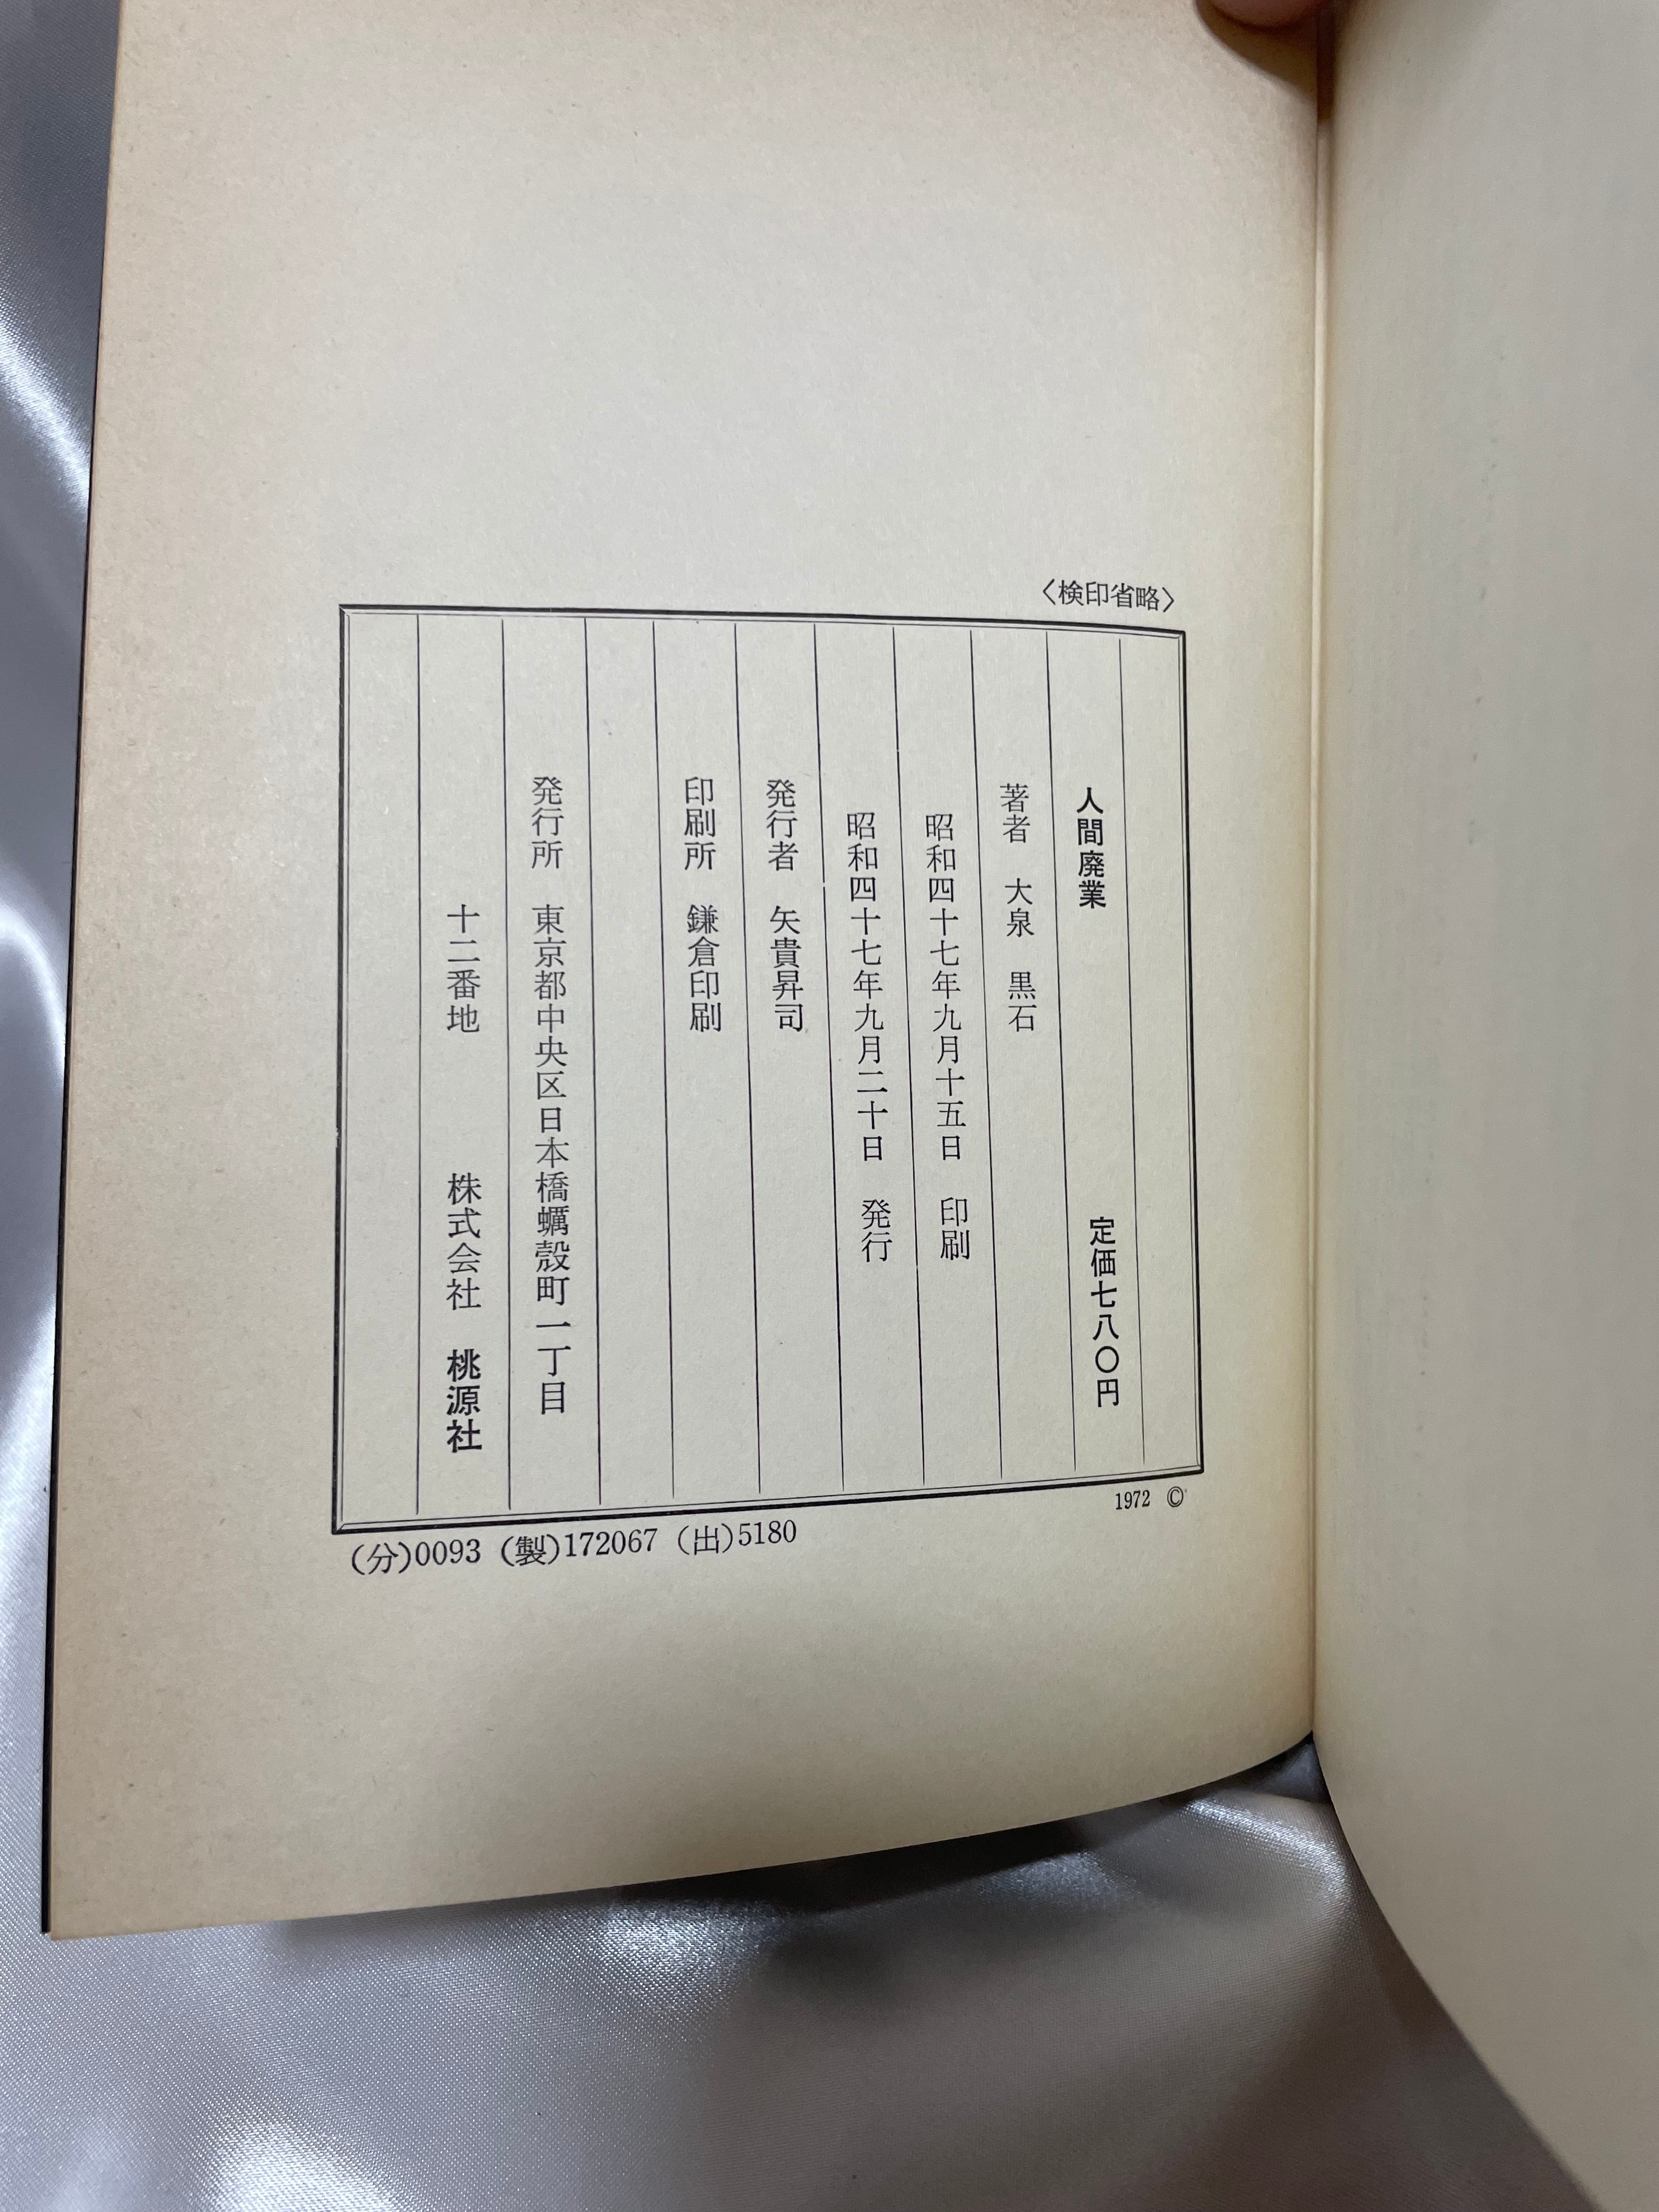 〈検印省略〉
人間廃業　定価七八〇円
著者　大泉　黒石
昭和四十七年九月十五日　印刷
昭和四十七年九月二十日　発行
発行者　矢貴昇司
印刷所　鎌倉印刷
発行所　東京都中央区日本橋蠣殻町一丁目
十二番地　株式会社　桃源社
1972 ©
(分)0093 (製)172067 (出)5180